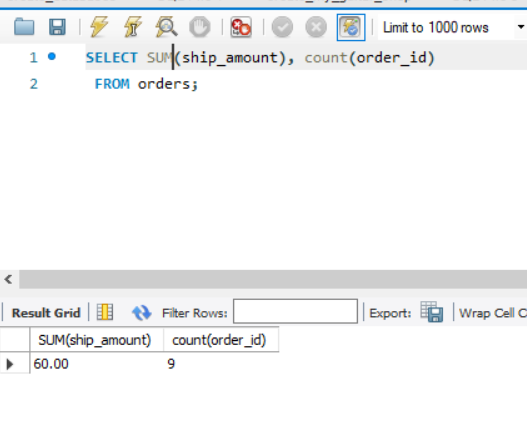 Limit to 1000 rows
1 SELECT SUM(ship_amount), count(order_id)
2 FROM orders;
Result Grid Filter Rows: Export: Wrap Cell C
SUM(ship_amount) count(order_id)
60.00 9